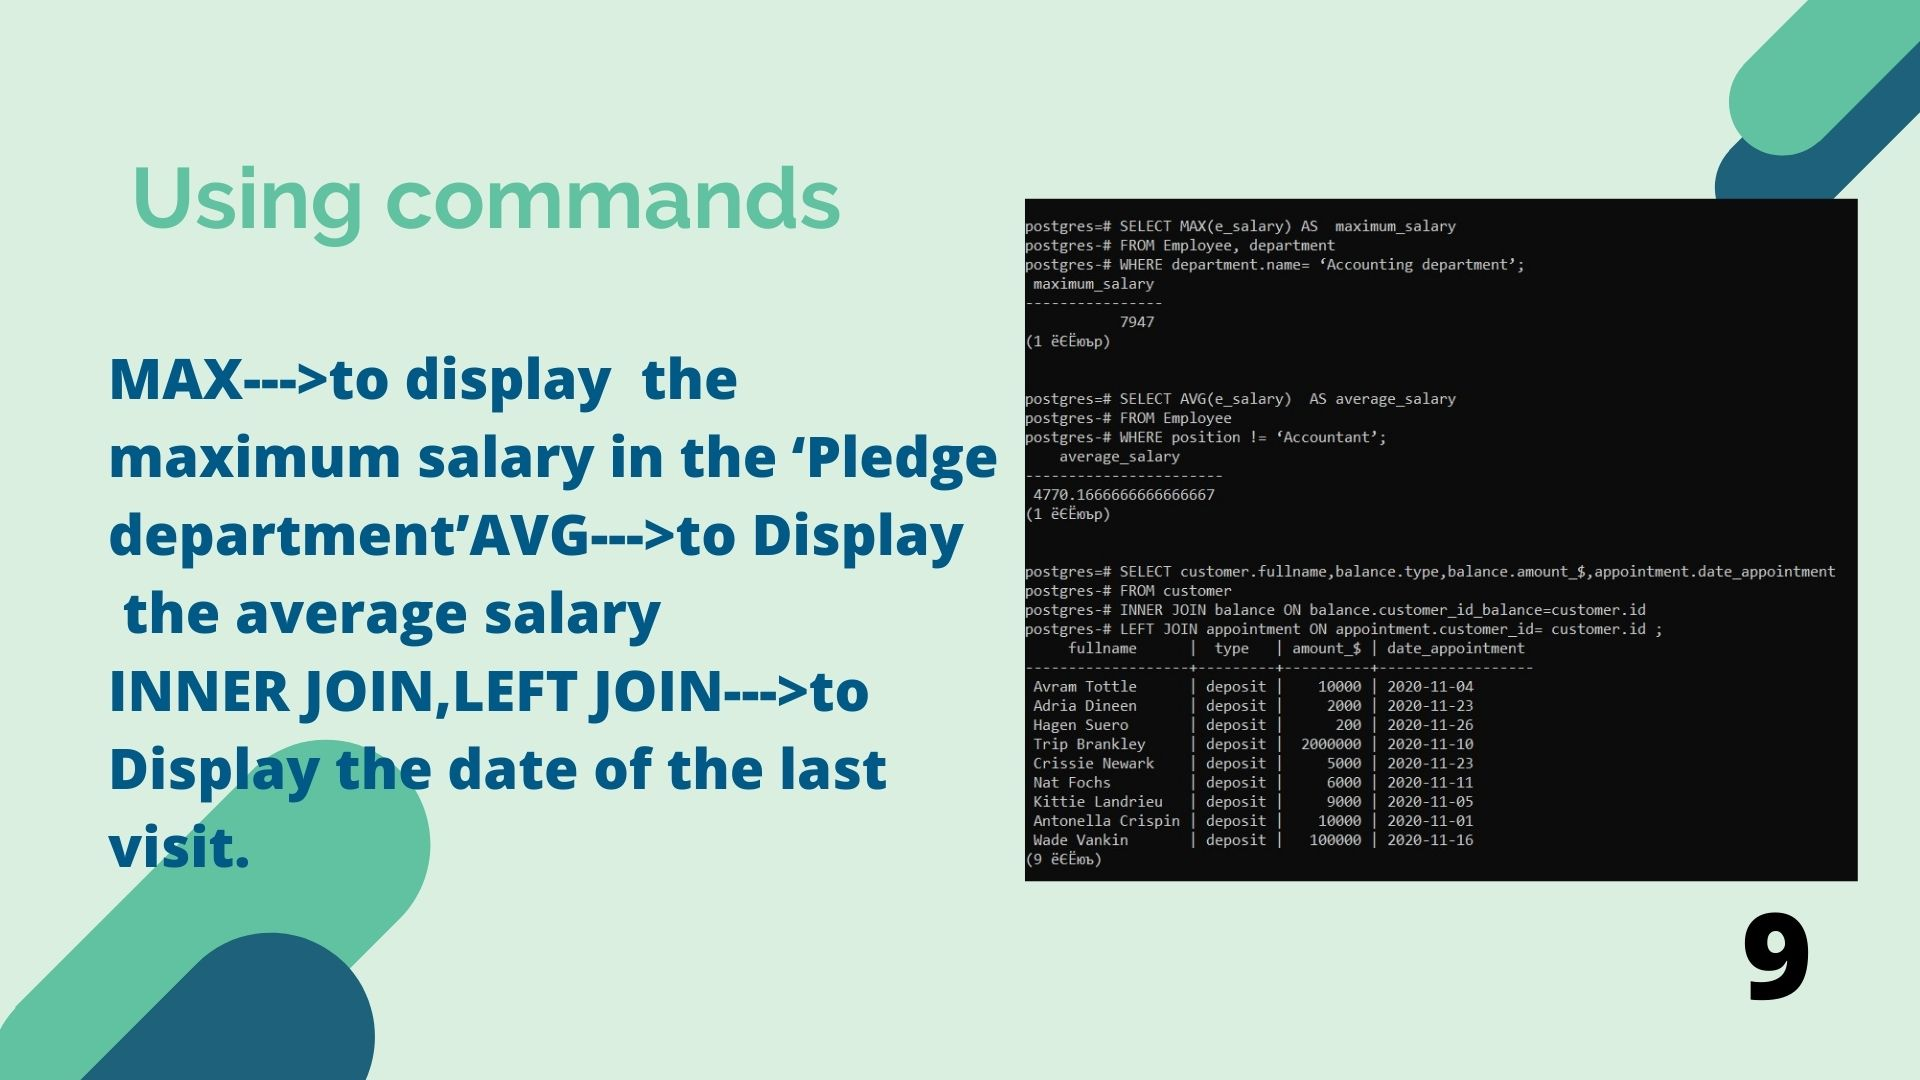 Using commands
MAX--->to display  the
maximum salary in the ‘Pledge
department’AVG--->to Display
 the average salary
INNER JOIN,LEFT JOIN--->to
Display the date of the last
visit.
postgres=# SELECT MAX(e_salary) AS  maximum_salary
postgres-# FROM Employee, department
postgres-# WHERE department.name= ‘Accounting department’;
 maximum_salary
----------------
           7947
(1 ёЄЁюър)
postgres=# SELECT AVG(e_salary)  AS average_salary
postgres-# FROM Employee
postgres-# WHERE position != ‘Accountant’;
    average_salary
-----------------------
 4770.1666666666666667
(1 ёЄЁюър)
postgres=# SELECT customer.fullname,balance.type,balance.amount_$,appointment.date_appointment
postgres-# FROM customer
postgres-# INNER JOIN balance ON balance.customer_id_balance=customer.id
postgres-# LEFT JOIN appointment ON appointment.customer_id= customer.id ;
     fullname      |  type   | amount_$ | date_appointment
-------------------+---------+----------+------------------
 Avram Tottle      | deposit |    10000 | 2020-11-04
 Adria Dineen      | deposit |     2000 | 2020-11-23
 Hagen Suero       | deposit |      200 | 2020-11-26
 Trip Brankley     | deposit |  2000000 | 2020-11-10
 Crissie Newark    | deposit |     5000 | 2020-11-23
 Nat Fochs         | deposit |     6000 | 2020-11-11
 Kittie Landrieu   | deposit |     9000 | 2020-11-05
 Antonella Crispin | deposit |    10000 | 2020-11-01
 Wade Vankin       | deposit |   100000 | 2020-11-16
(9 ёЄЁюъ)
9